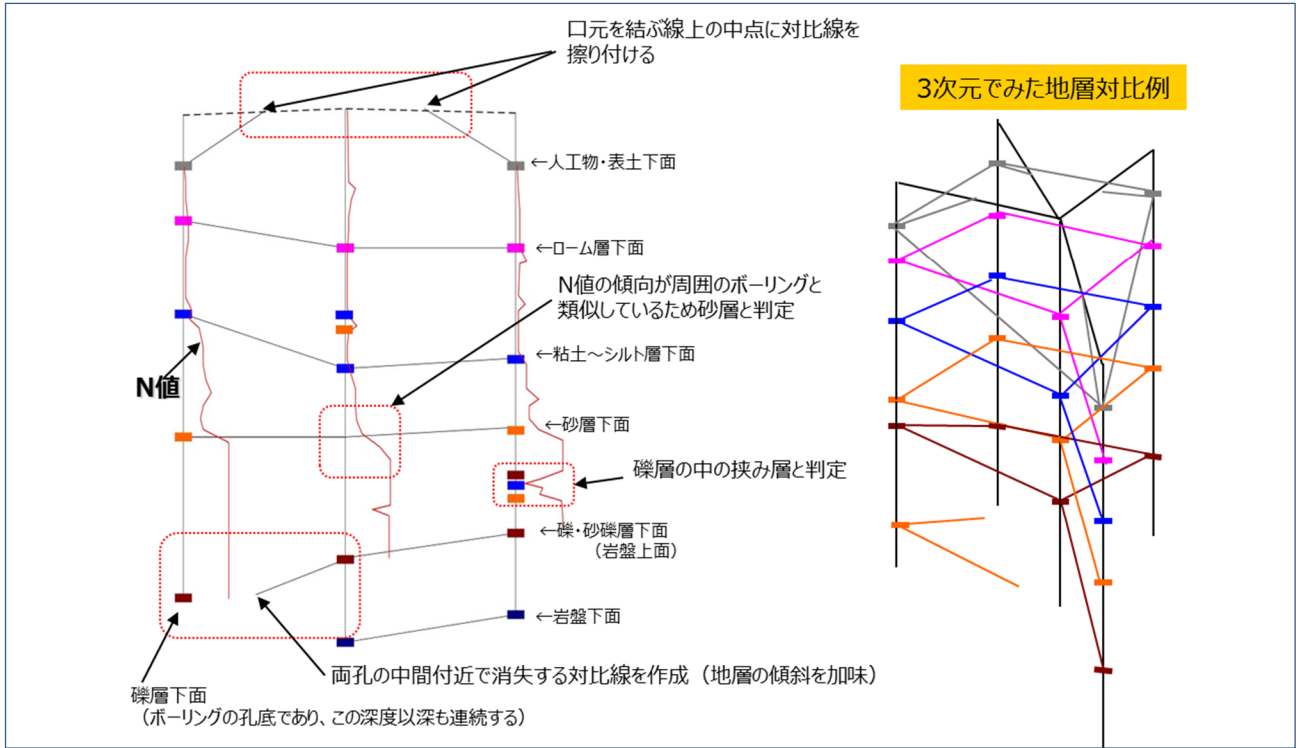 口元を結ぶ線上の中点に対比線を
擦り付ける
3次元でみた地層対比例
←人工物・表土下面
←ローム層下面
N値の傾向が周囲のボーリングと
類似しているため砂層と判定
←粘土～シルト層下面
N値
←砂層下面
礫層の中の挟み層と判定
←礫・砂礫層下面
（岩盤上面）
←岩盤下面
両孔の中間付近で消失する対比線を作成（地層の傾斜を加味）
礫層下面
（ボーリングの孔底であり、この深度以深も連続する）